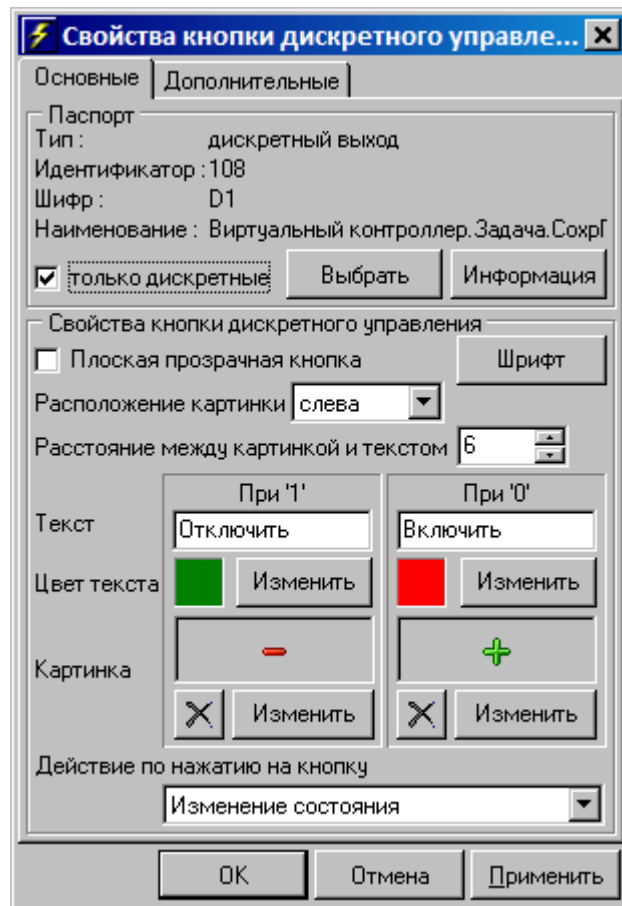 Свойства кнопки дискретного управле...
Основные Дополнительные
Паспорт
Тип : дискретный выход
Идентификатор : 108
Шифр : D1
Наименование : Виртуальный контроллер.Задача.СохрГ
только дискретные Выбрать Информация
Свойства кнопки дискретного управления
Плоская прозрачная кнопка Шрифт
Расположение картинки слева
Расстояние между картинкой и текстом 6
При '1' При '0'
Текст Отключить Включить
Цвет текста Изменить Изменить
Картинка
Изменить Изменить
Действие по нажатию на кнопку
Изменение состояния
ОК Отмена Применить